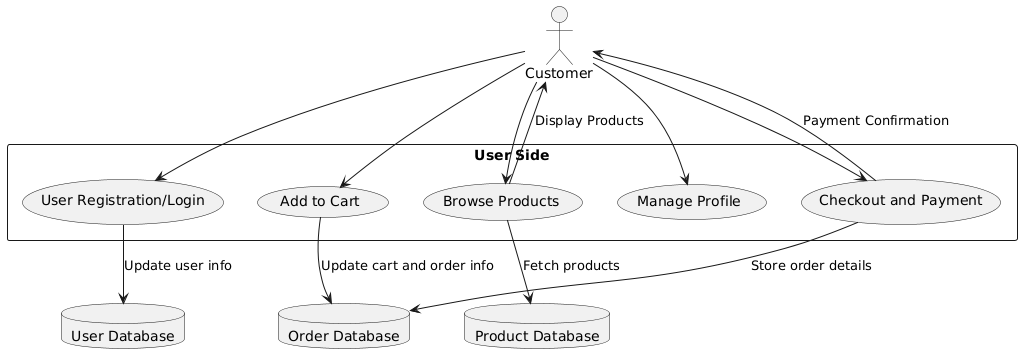 Customer
Display Products
Payment Confirmation
User Side
User Registration/Login
Add to Cart
Browse Products
Manage Profile
Checkout and Payment
Update user info
Update cart and order info
Fetch products
Store order details
User Database
Order Database
Product Database